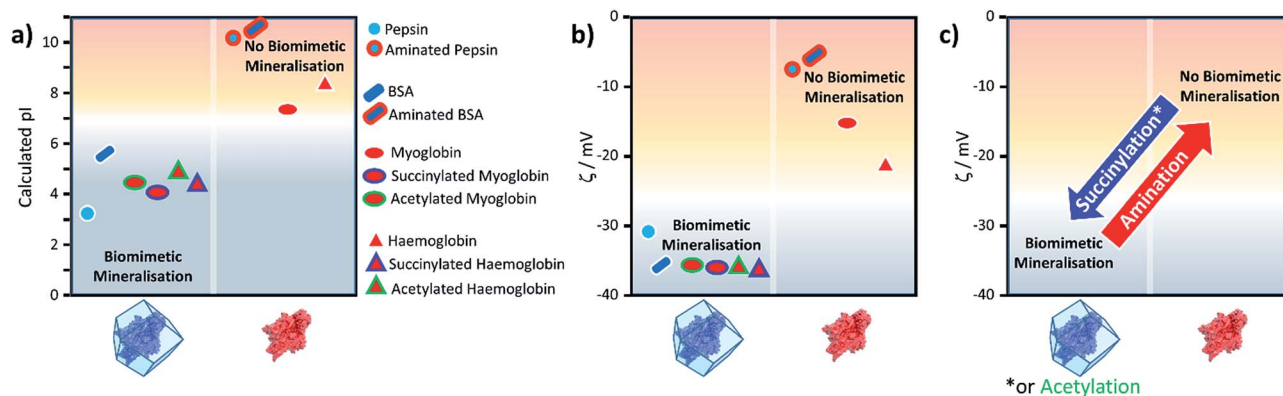 a)
Calculated pI
11
10
8
6
4
2
0
No Biomimetic
Mineralisation
Biomimetic
Mineralisation
Pepsin
Aminated Pepsin
BSA
Aminated BSA
Myoglobin
Succinylated Myoglobin
Acetylated Myoglobin
Haemoglobin
Succinylated Haemoglobin
Acetylated Haemoglobin
b)
ζ / mV
0
-10
-20
-30
-40
No Biomimetic
Mineralisation
Biomimetic
Mineralisation
c)
ζ / mV
0
-10
-20
-30
-40
No Biomimetic
Mineralisation
Succinylation*
Amination
Biomimetic
Mineralisation
*or Acetylation